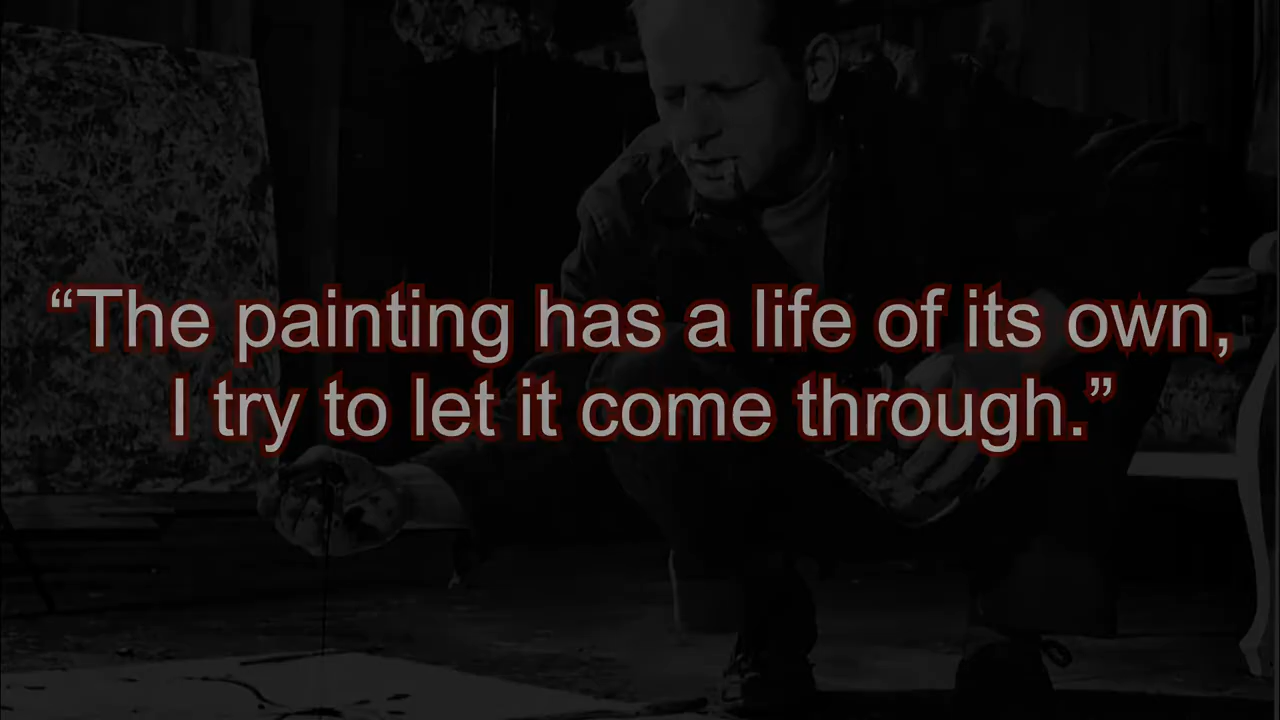 “The painting has a life of its own,
I try to let it come through.”